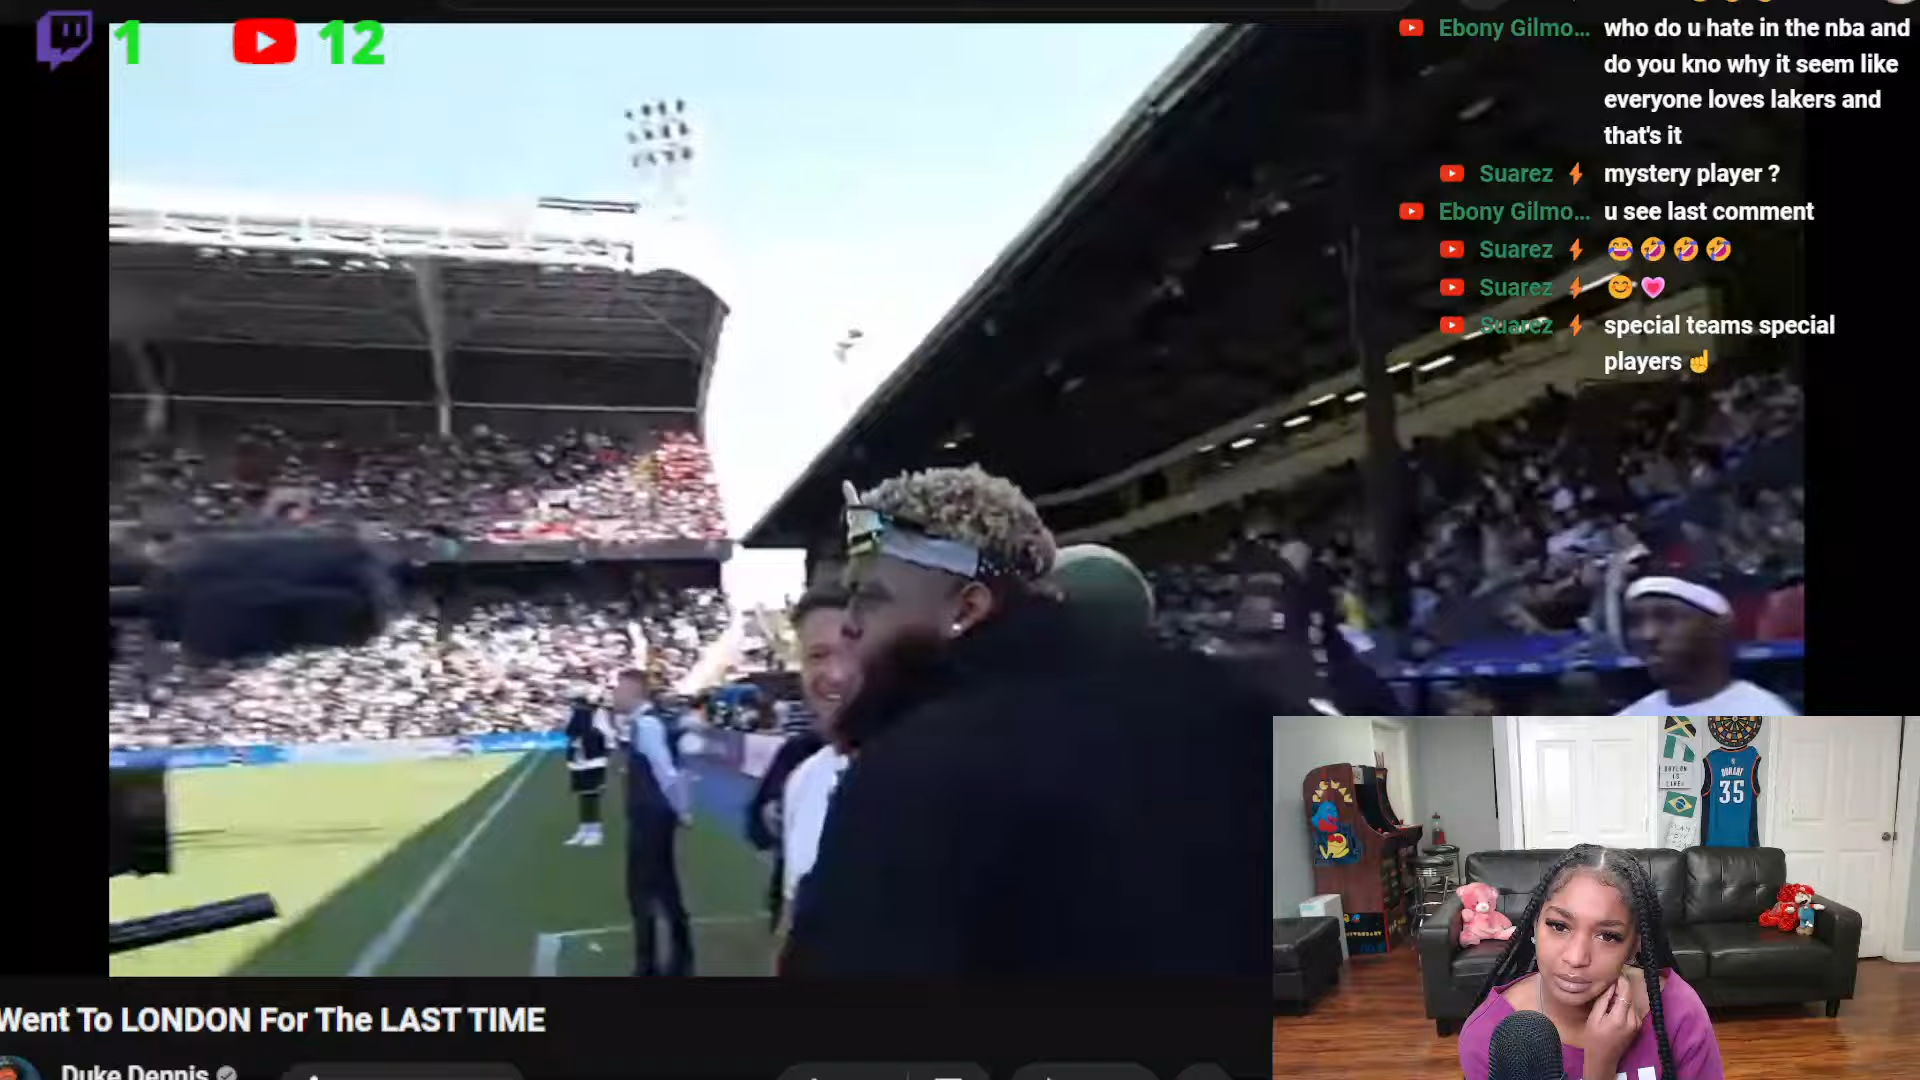 1 12
Ebony Gilmo... who do u hate in the nba and
do you kno why it seem like
everyone loves lakers and
that's it
Suarez mystery player ?
Ebony Gilmo... u see last comment
Suarez 😂🤣🤣🤣
Suarez 😊💗
Suarez special teams special
players ☝
PAC-MAN
35
Went To LONDON For The LAST TIME
Duke Dennis